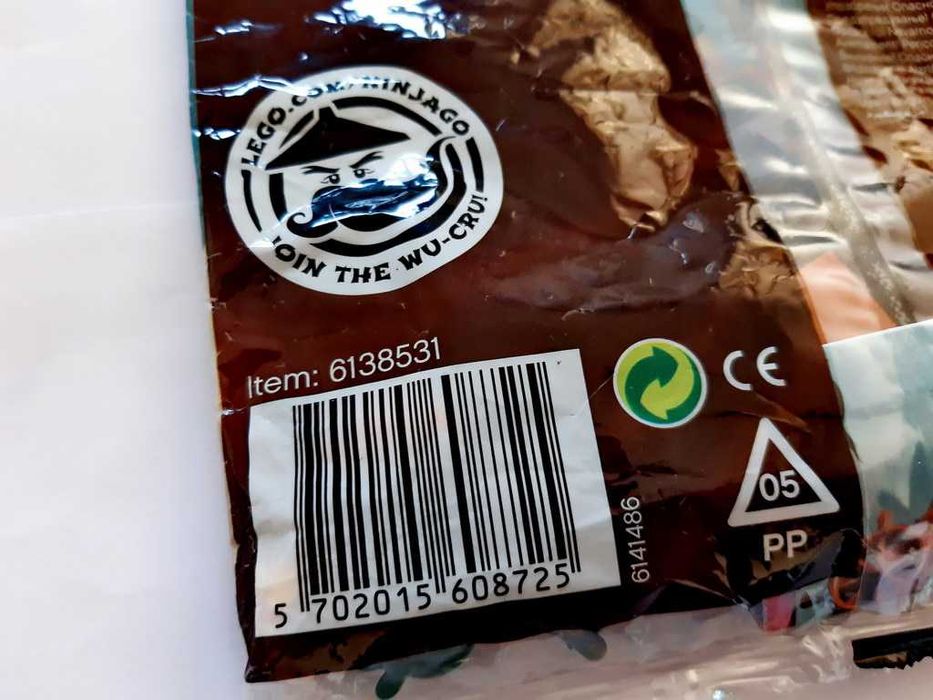 LEGO.COM/NINJAGO
JOIN THE WU-CRU!
Item: 6138531
5 702015 608725
6141486
CE
05
PP